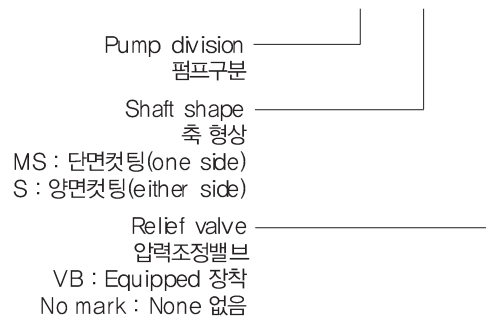 Pump division
펌프구분
Shaft shape
축 형상
MS : 단면컷팅(one side)
S : 양면컷팅(either side)
Relief valve
압력조정밸브
VB : Equipped 장착
No mark : None 없음